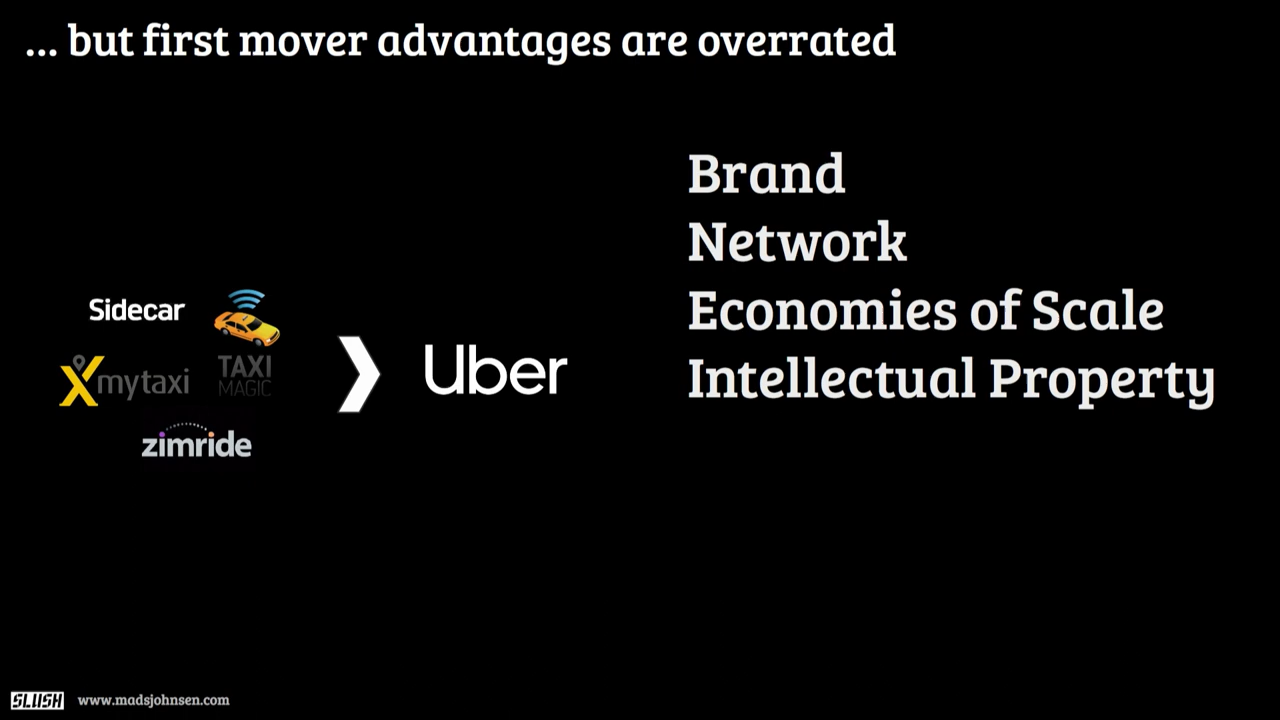 ... but first mover advantages are overrated
Brand
Network
Economies of Scale
Intellectual Property
Sidecar
mytaxi
TAXI
MAGIC
zimride
Uber
SLUSH
www.madsjohnsen.com